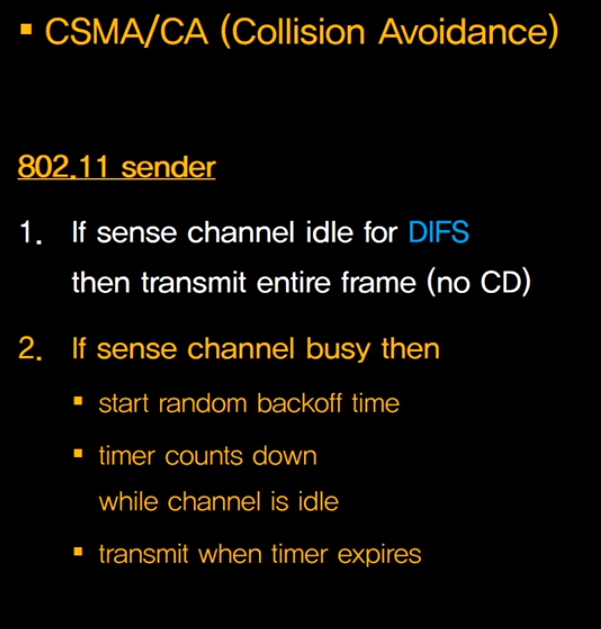 ▪ CSMA/CA (Collision Avoidance)
802.11 sender
1. If sense channel idle for DIFS
then transmit entire frame (no CD)
2. If sense channel busy then
▪ start random backoff time
▪ timer counts down
while channel is idle
▪ transmit when timer expires